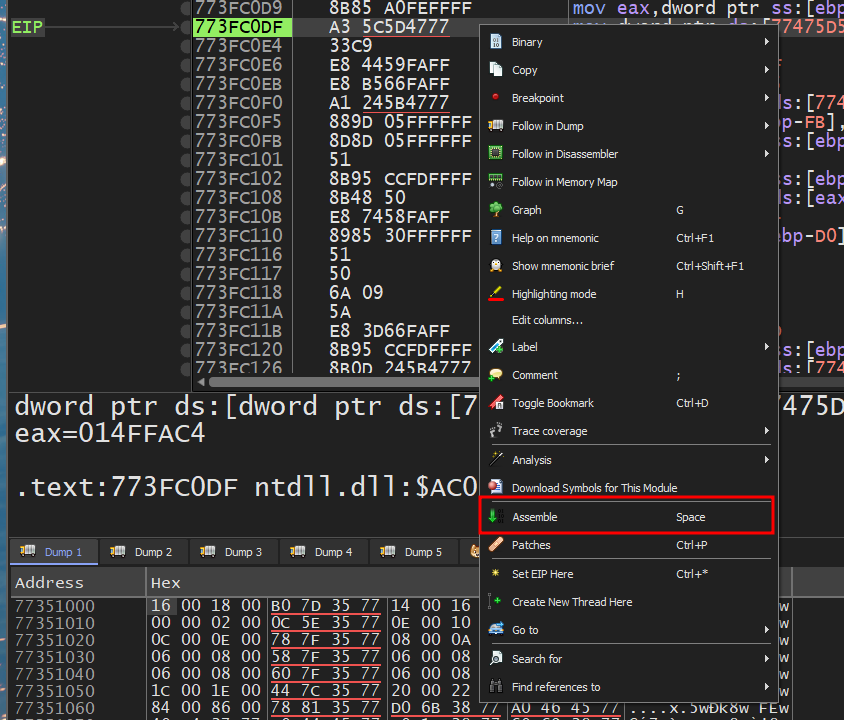 773FC0D9 8B85 A0FEFFFF mov eax,dword ptr ss:[ebp
EIP 773FC0DF A3 5C5D4777 mov dword ptr ds:[77475D5
773FC0E4 33C9
773FC0E6 E8 4459FAFF
773FC0EB E8 B566FAFF
773FC0F0 A1 245B4777 ds:[774
773FC0F5 889D 05FFFFFF bp-FB],
773FC0FB 8D8D 05FFFFFF ss:[ebp
773FC101 51
773FC102 8B95 CCFDFFFF ss:[ebp
773FC108 8B48 50 ds:[eax
773FC10B E8 7458FAFF
773FC110 8985 30FFFFFF bp-D0]
773FC116 51
773FC117 50
773FC118 6A 09
773FC11A 5A
773FC11B E8 3D66FAFF
773FC120 8B95 CCFDFFFF ss:[ebp
773FC126 8B0D 245B4777 ds:[774
dword ptr ds:[dword ptr ds:[7 77475D
eax=014FFAC4
.text:773FC0DF ntdll.dll:$AC0
Binary
Copy
Breakpoint
Follow in Dump
Follow in Disassembler
Follow in Memory Map
Graph G
Help on mnemonic Ctrl+F1
Show mnemonic brief Ctrl+Shift+F1
Highlighting mode H
Edit columns...
Label
Comment ;
Toggle Bookmark Ctrl+D
Trace coverage
Analysis
Download Symbols for This Module
Assemble Space
Patches Ctrl+P
Set EIP Here Ctrl+*
Create New Thread Here
Go to
Search for
Find references to
Dump 1 Dump 2 Dump 3 Dump 4 Dump 5
Address Hex
77351000 16 00 18 00 B0 7D 35 77 14 00 16
77351010 00 00 02 00 0C 5E 35 77 0E 00 10
77351020 0C 00 0E 00 78 7F 35 77 08 00 0A
77351030 06 00 08 00 58 7F 35 77 06 00 08
77351040 06 00 08 00 60 7F 35 77 06 00 08
77351050 1C 00 1E 00 44 7C 35 77 20 00 22
77351060 84 00 86 00 78 81 35 77 D0 6B 38 77 A0 46 45 77 ....x.5wÐk8w FEw